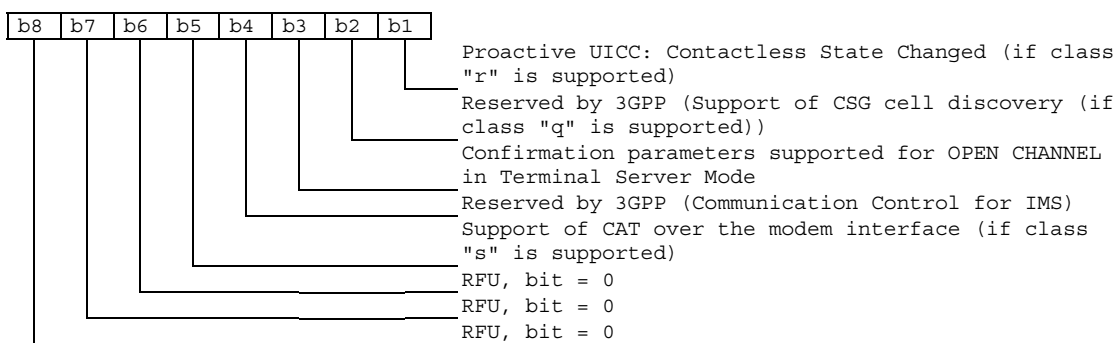 b8 b7 b6 b5 b4 b3 b2 b1
Proactive UICC: Contactless State Changed (if class
"r" is supported)
Reserved by 3GPP (Support of CSG cell discovery (if
class "q" is supported))
Confirmation parameters supported for OPEN CHANNEL
in Terminal Server Mode
Reserved by 3GPP (Communication Control for IMS)
Support of CAT over the modem interface (if class
"s" is supported)
RFU, bit = 0
RFU, bit = 0
RFU, bit = 0